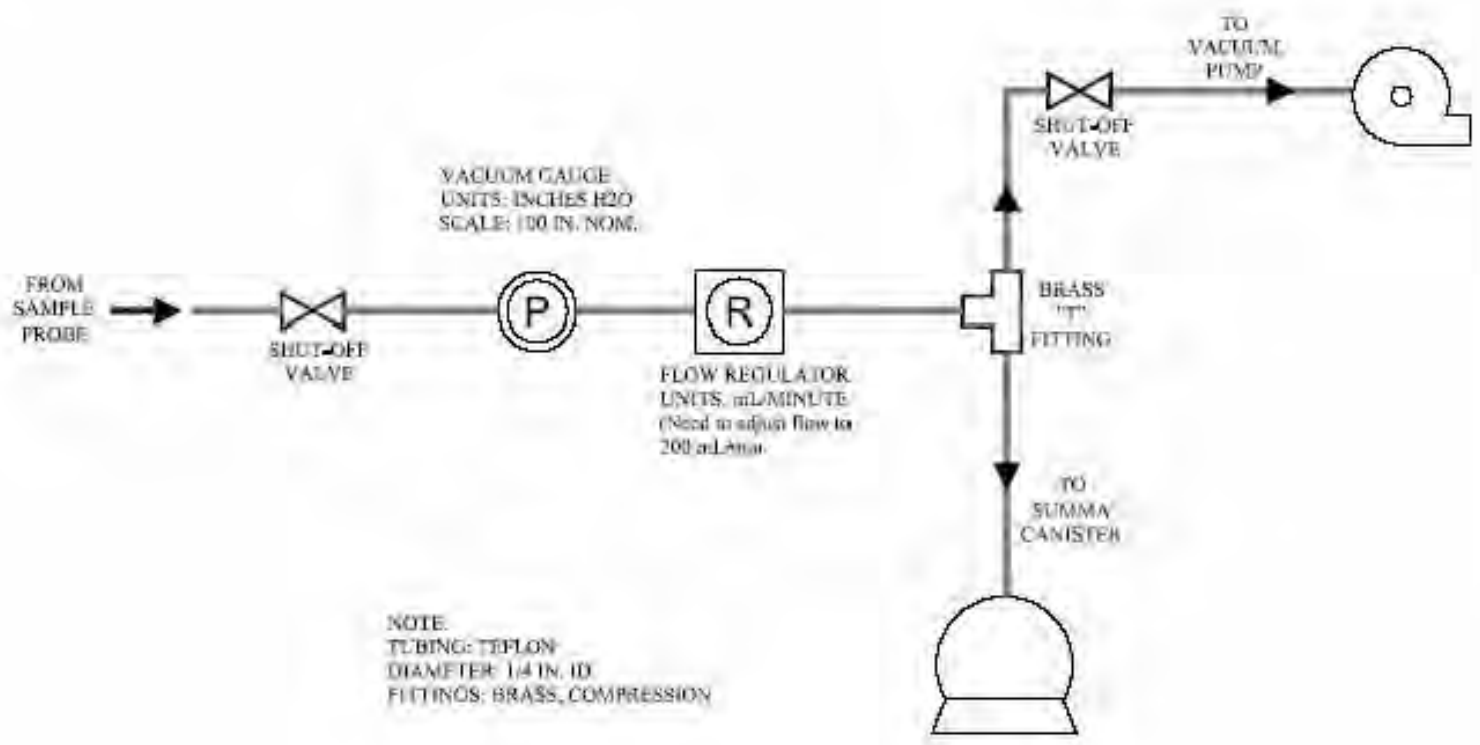 TO
VACUUM
PUMP
SHUT-OFF
VALVE
VACUUM GAUGE
UNITS: INCHES H2O
SCALE: 100 IN. NOM.
FROM
SAMPLE
PROBE
SHUT-OFF
VALVE
P
R
BRASS
"T"
FITTING
FLOW REGULATOR
UNITS: mL/MINUTE
(Need to adjust flow to
200 mL/min.
TO
SUMMA
CANISTER
NOTE:
TUBING: TEFLON
DIAMETER: 1/4 IN. ID
FITTINGS: BRASS, COMPRESSION